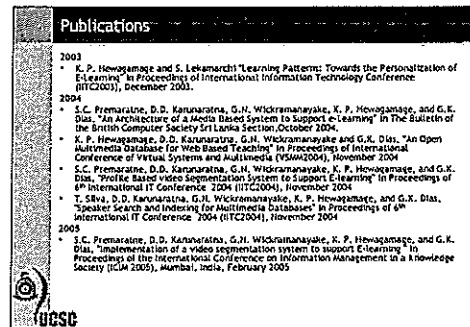 Publications
2003
• K. P. Hewagamage and S. Lekamarchi "Learning Patterns: Towards the Personalization of
E-Learning" in Proceedings of International Information Technology Conference
(IITC2003), December 2003.
2004
• S.C. Premaratne, D.D. Karunaratna, G.N. Wickramanayake, K. P. Hewagamage, and G.K.
Dias, "An Architecture of a Media Based System to Support e-Learning" in The Bulletin of
the British Computer Society Sri Lanka Section,October 2004.
• K. P. Hewagamage, D.D. Karunaratna, G.N. Wickramanayake and G.K. Dias, "An Open
Multimedia Database for Web Based Teaching" in Proceedings of International
Conference of Virtual Systems and Multimedia (VSMM2004), November 2004
• S.C. Premaratne, D.D. Karunaratna, G.N. Wickramanayake, K. P. Hewagamage, and G.K.
Dias, "Profile Based video Segmentation System to Support E-learning" in Proceedings of
6th International IT Conference 2004 (IITC2004), November 2004
• T. Silva, D.D. Karunaratna, G.N. Wickramanayake, K. P. Hewagamage, and G.K. Dias,
"Speaker Search and Indexing for Multimedia Databases" in Proceedings of 6th
International IT Conference 2004 (IITC2004), November 2004
2005
• S.C. Premaratne, D.D. Karunaratna, G.N. Wickramanayake, K. P. Hewagamage, and G.K.
Dias, "Implementation of a video segmentation system to support E-learning " in
Proceedings of the International Conference on Information Management in a Knowledge
Society (ICIM 2005), Mumbai, India, February 2005
UCSC